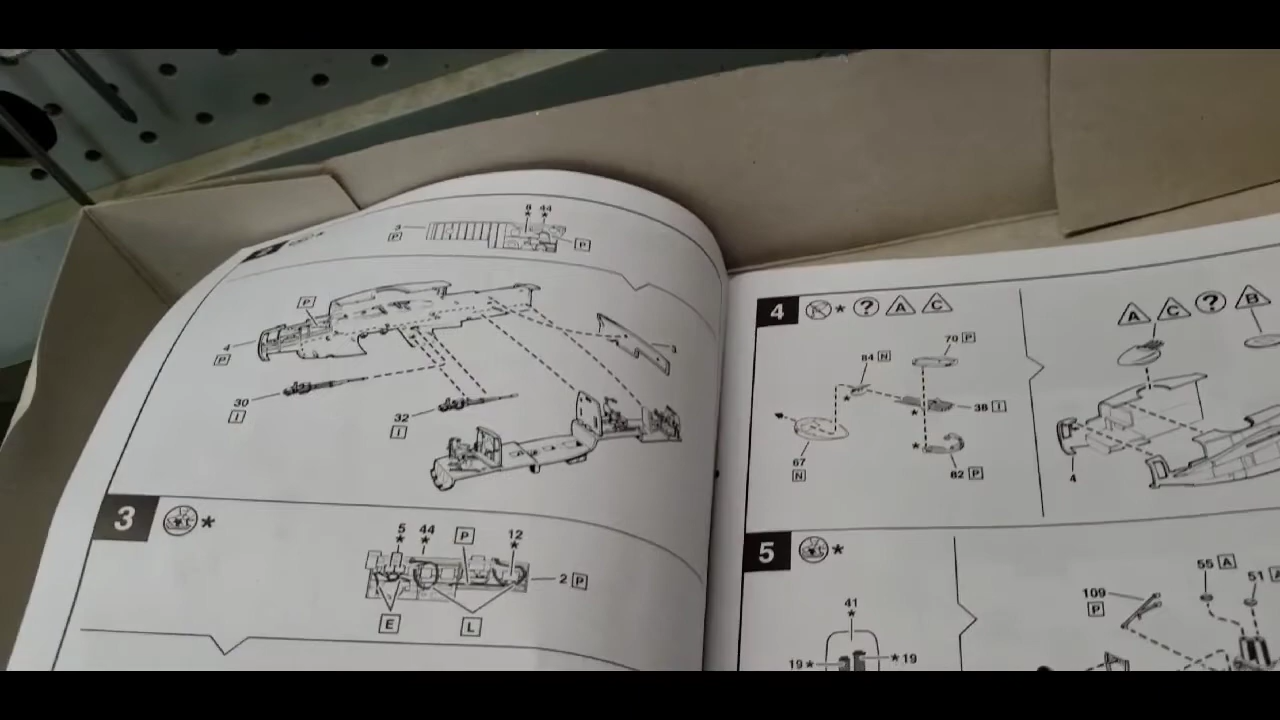 8 44
* *
3
P
P
P
4
P
3
30
I
32
I
3 *
5 44 P 12
* * *
2 P
E L
4 * ? A C
70 P
84 N
*
* 38 I
*
67
N
82 P
A C ? B
4
5 *
55 A
51
109
P
41
*
19 * * 19